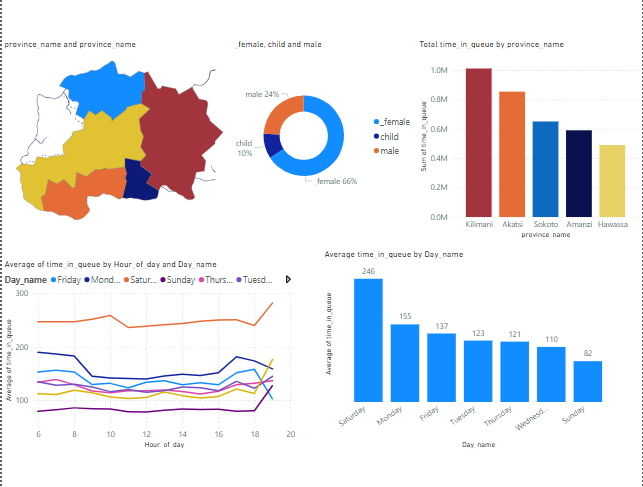 province_name and province_name
_female, child and male
male 24%
child
10%
_female 66%
_female
child
male
Total time_in_queue by province_name
Sum of time_in_queue
1.0M
0.8M
0.6M
0.4M
0.2M
0.0M
Kilimani Akatsi Sokoto Amanzi Hawassa
province_name
Average of time_in_queue by Hour_of_day and Day_name
Day_name Friday Mond... Satur... Sunday Thurs... Tuesd...
Average of time_in_queue
300
200
100
6 8 10 12 14 16 18 20
Hour_of_day
Average time_in_queue by Day_name
Average of time_in_queue
246
155
137
123
121
110
82
Saturday Monday Friday Tuesday Thursday Wednesd... Sunday
Day_name